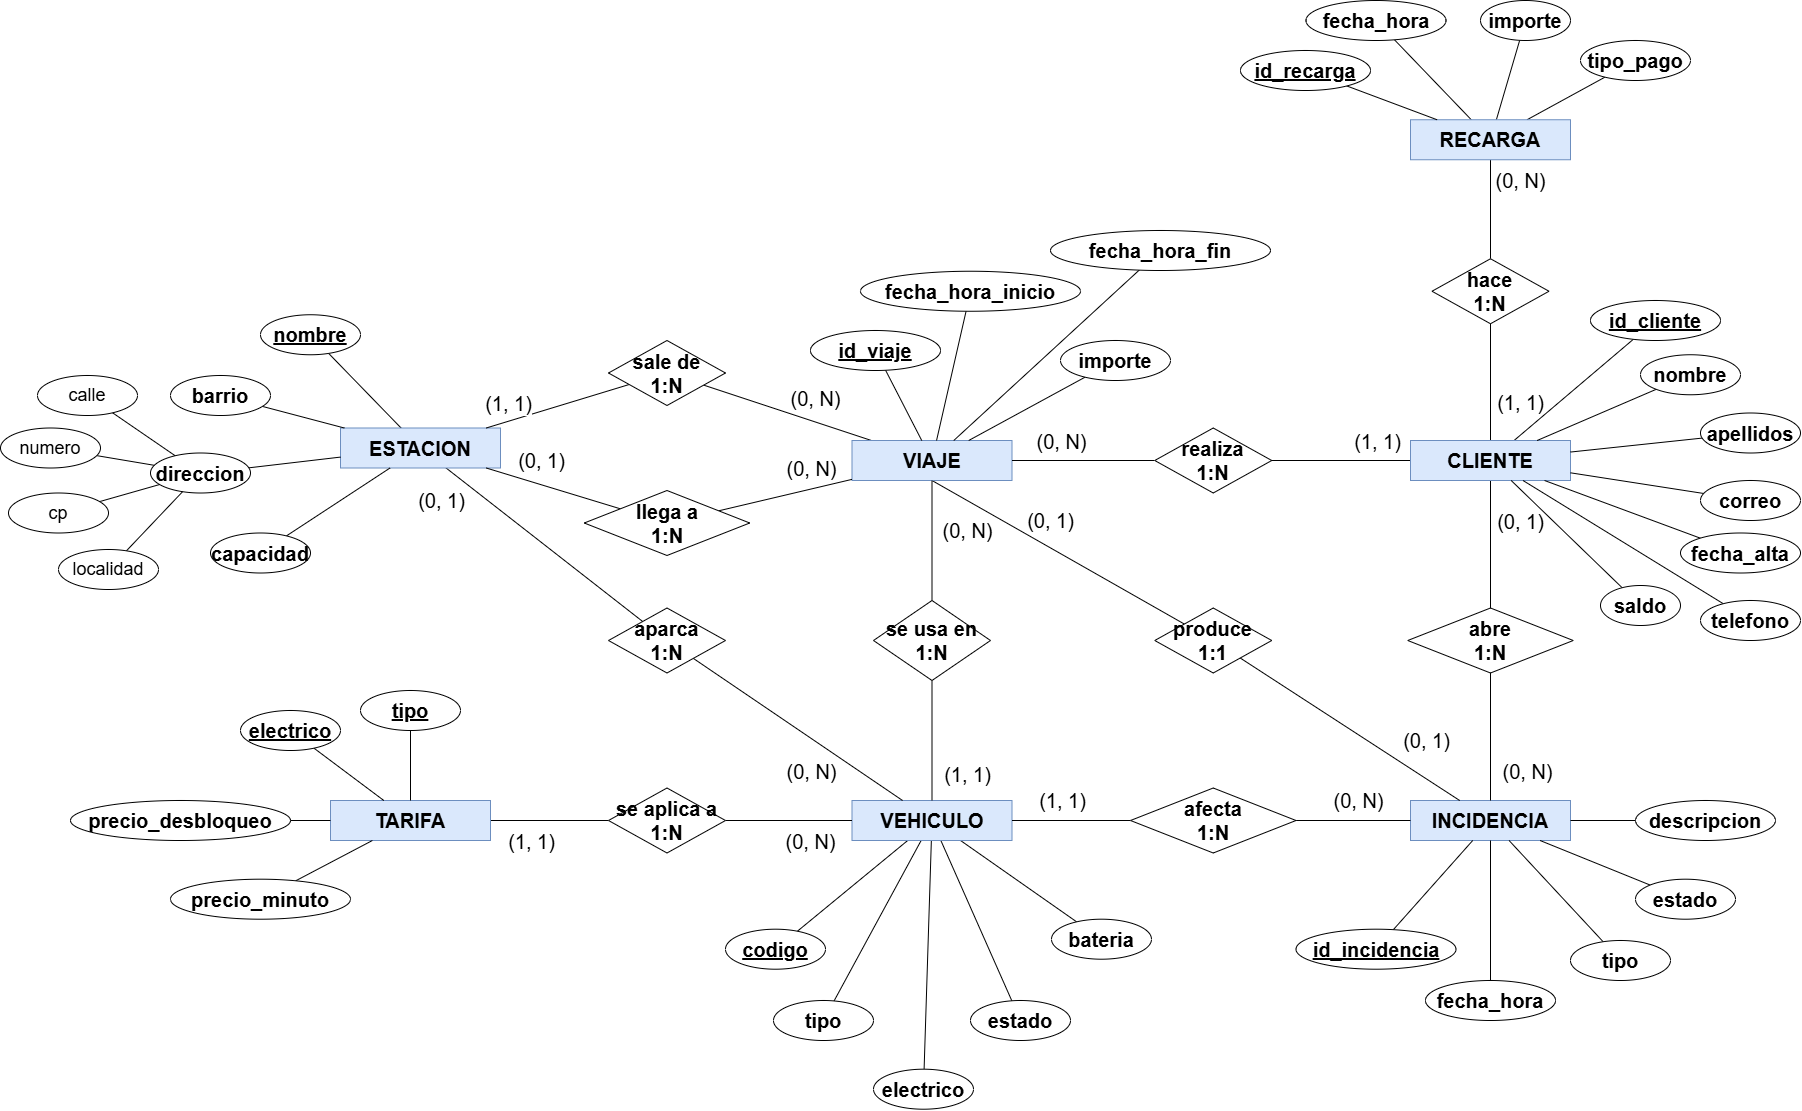 fecha_hora
importe
id_recarga
tipo_pago
RECARGA
(0, N)
hace
1:N
fecha_hora_fin
fecha_hora_inicio
id_viaje
importe
nombre
sale de
1:N
barrio
calle
numero
direccion
cp
localidad
capacidad
ESTACION
(1, 1)
(0, N)
(0, 1)
(0, N)
(0, 1)
llega a
1:N
VIAJE
(0, N)
realiza
1:N
(1, 1)
CLIENTE
(1, 1)
id_cliente
nombre
apellidos
correo
fecha_alta
telefono
saldo
(0, 1)
(0, N)
(0, 1)
aparca
1:N
se usa en
1:N
produce
1:1
abre
1:N
(0, N)
(1, 1)
(0, 1)
(0, N)
electrico
tipo
precio_desbloqueo
precio_minuto
TARIFA
(1, 1)
se aplica a
1:N
(0, N)
VEHICULO
(1, 1)
afecta
1:N
(0, N)
INCIDENCIA
descripcion
estado
tipo
fecha_hora
id_incidencia
codigo
tipo
electrico
estado
bateria